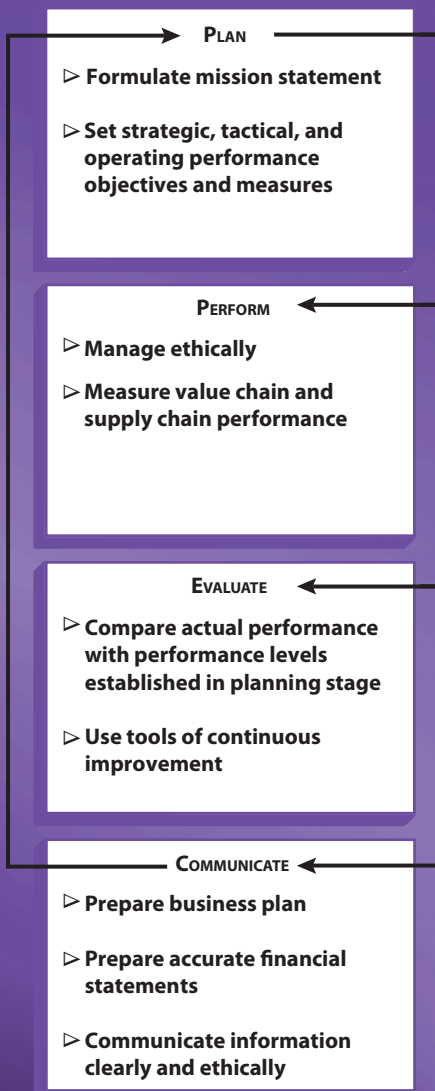 PLAN
▷ Formulate mission statement
▷ Set strategic, tactical, and
operating performance
objectives and measures
PERFORM
▷ Manage ethically
▷ Measure value chain and
supply chain performance
EVALUATE
▷ Compare actual performance
with performance levels
established in planning stage
▷ Use tools of continuous
improvement
COMMUNICATE
▷ Prepare business plan
▷ Prepare accurate financial
statements
▷ Communicate information
clearly and ethically